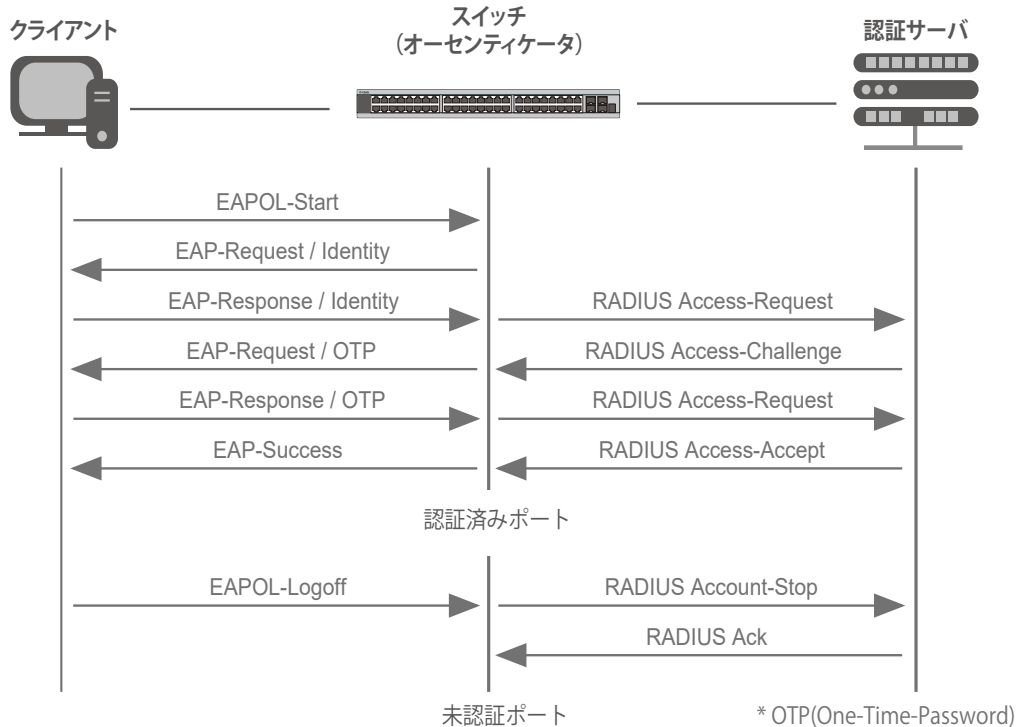 クライアント
スイッチ
(オーセンティケータ)
認証サーバ
EAPOL-Start
EAP-Request / Identity
EAP-Response / Identity
RADIUS Access-Request
EAP-Request / OTP
RADIUS Access-Challenge
EAP-Response / OTP
RADIUS Access-Request
EAP-Success
RADIUS Access-Accept
認証済みポート
EAPOL-Logoff
RADIUS Account-Stop
RADIUS Ack
未認証ポート
* OTP(One-Time-Password)